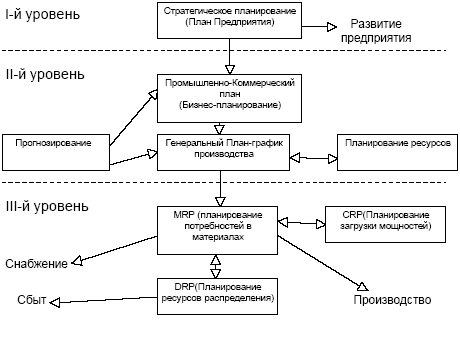 I-й уровень
Стратегическое планирование
(План Предприятия)
Развитие
предприятия
II-й уровень
Промышленно-Коммерческий
план
(Бизнес-планирование)
Прогнозирование
Генеральный План-график
производства
Планирование ресурсов
III-й уровень
MRP (планирование
потребностей в
материалах
CRP(Планирование
загрузки мощностей)
Снабжение
Сбыт
DRP(Планирование
ресурсов распределения)
Производство